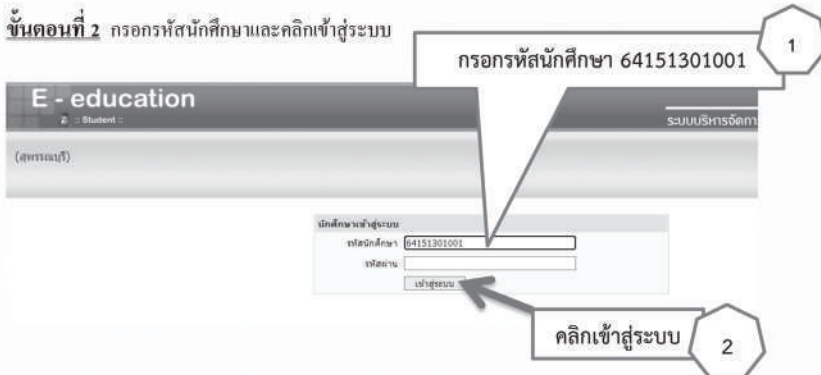 ขั้นตอนที่ 2 กรอกรหัสนักศึกษาและคลิกเข้าสู่ระบบ
กรอกรหัสนักศึกษา 64151301001
1
E - education
:: Student ::
ระบบบริหารจัดกา
(สุพรรณบุรี)
นักศึกษาเข้าสู่ระบบ
รหัสนักศึกษา 64151301001
รหัสผ่าน
เข้าสู่ระบบ
คลิกเข้าสู่ระบบ
2